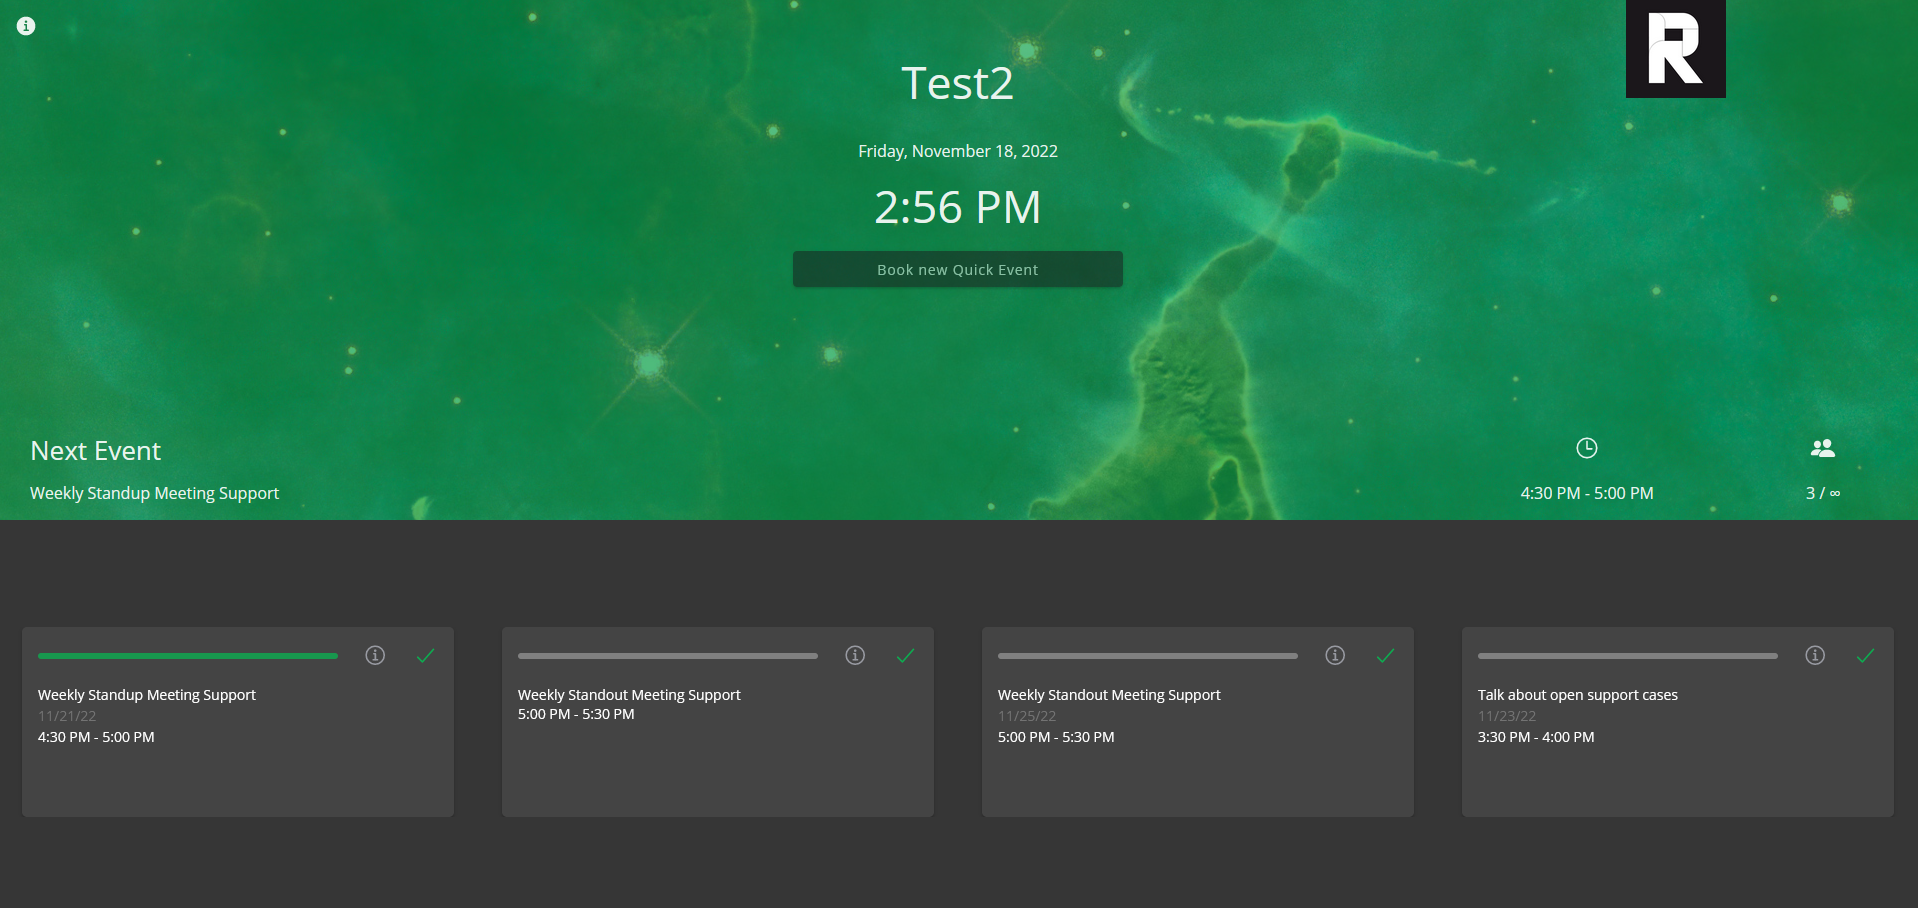 R
Test2
Friday, November 18, 2022
2:56 PM
Book new Quick Event
Next Event
Weekly Standup Meeting Support
4:30 PM - 5:00 PM
3 / ∞
Weekly Standup Meeting Support
11/21/22
4:30 PM - 5:00 PM
Weekly Standout Meeting Support
5:00 PM - 5:30 PM
Weekly Standout Meeting Support
11/25/22
5:00 PM - 5:30 PM
Talk about open support cases
11/23/22
3:30 PM - 4:00 PM